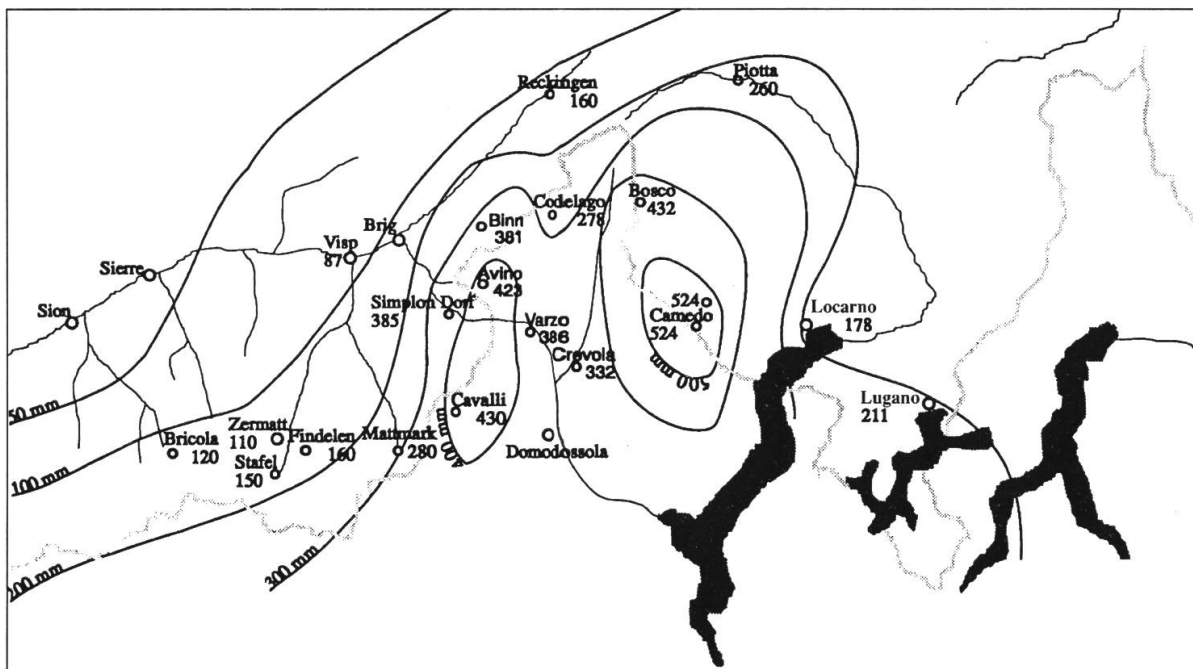 Reckingen
160
Piotta
260
Bosco
432
Codelago
278
Binn
381
Brig
Visp
87
Sierre
Sion
Avino
423
Simplon Dorf
385
Varzo
386
Crevola
332
524
Camedo
524
500 mm
Locarno
178
Lugano
211
Cavalli
430
400 mm
Zermatt
110
Findelen
160
Mattmark
280
Bricola
120
Stafel
150
Domodossola
50 mm
100 mm
200 mm
300 mm